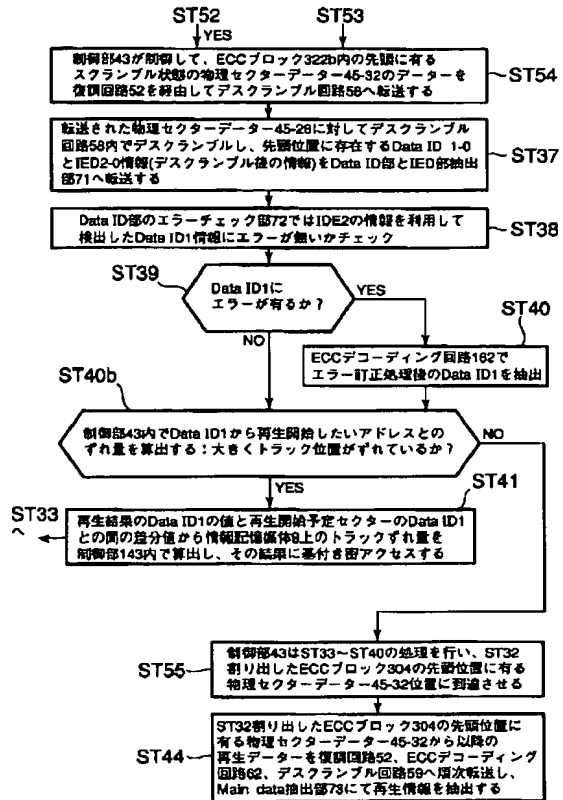 ST52
ST53
YES
制御部43が制御して、ECCブロック322b内の先頭に有る
スクランブル状態の物理セクターデーター45-32のデーターを
復調回路52を経由してデスクランブル回路58へ転送する
ST54
転送された物理セクターデーター45-28に対してデスクランブル
回路58内でデスクランブルし、先頭位置に存在するData ID 1-0
とIED2-0情報(デスクランブル後の情報)をData ID部とIED部抽出
部71へ転送する
ST37
Data ID部のエラーチェック部72ではIDE2の情報を利用して
検出したData ID1情報にエラーが無いかチェック
ST38
ST39
Data ID1に
エラーが有るか?
YES
NO
ST40
ECCデコーディング回路162で
エラー訂正処理後のData ID1を抽出
ST40b
制御部43内でData ID1から再生開始したいアドレスとの
ずれ量を算出する:大きくトラック位置がずれているか?
NO
YES
ST41
ST33
へ
再生結果のData ID1の値と再生開始予定セクターのData ID1
との間の差分値から情報記憶媒体9上のトラックずれ量を
制御部143内で算出し、その結果に基付き密アクセスする
制御部43はST33~ST40の処理を行い、ST32
割り出したECCブロック304の先頭位置に有る
物理セクターデーター45-32位置に到達させる
ST55
ST32割り出したECCブロック304の先頭位置に
有る物理セクターデーター45-32から以降の
再生データーを復調回路52、ECCデコーディング
回路62、デスクランブル回路59へ順次転送し、
Main data抽出部73にて再生情報を抽出する
ST44